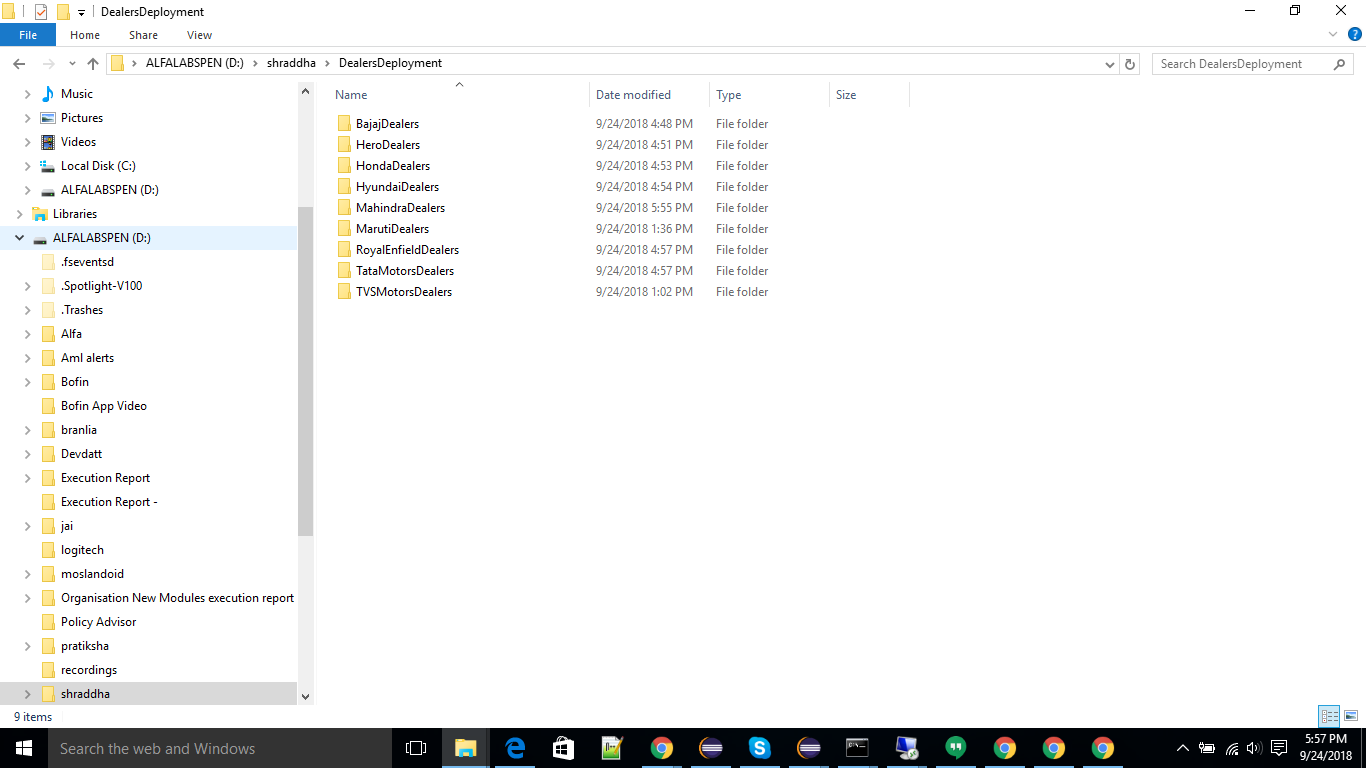 DealersDeployment
File Home Share View
ALFALABSPEN (D:) shraddha DealersDeployment Search DealersDeployment
Name Date modified Type Size
BajajDealers 9/24/2018 4:48 PM File folder
HeroDealers 9/24/2018 4:51 PM File folder
HondaDealers 9/24/2018 4:53 PM File folder
HyundaiDealers 9/24/2018 4:54 PM File folder
MahindraDealers 9/24/2018 5:55 PM File folder
MarutiDealers 9/24/2018 1:36 PM File folder
RoyalEnfieldDealers 9/24/2018 4:57 PM File folder
TataMotorsDealers 9/24/2018 4:57 PM File folder
TVSMotorsDealers 9/24/2018 1:02 PM File folder
Music
Pictures
Videos
Local Disk (C:)
ALFALABSPEN (D:)
Libraries
ALFALABSPEN (D:)
.fseventsd
.Spotlight-V100
.Trashes
Alfa
Aml alerts
Bofin
Bofin App Video
branlia
Devdatt
Execution Report
Execution Report -
jai
logitech
moslandoid
Organisation New Modules execution report
Policy Advisor
pratiksha
recordings
shraddha
9 items
Search the web and Windows
5:57 PM
9/24/2018